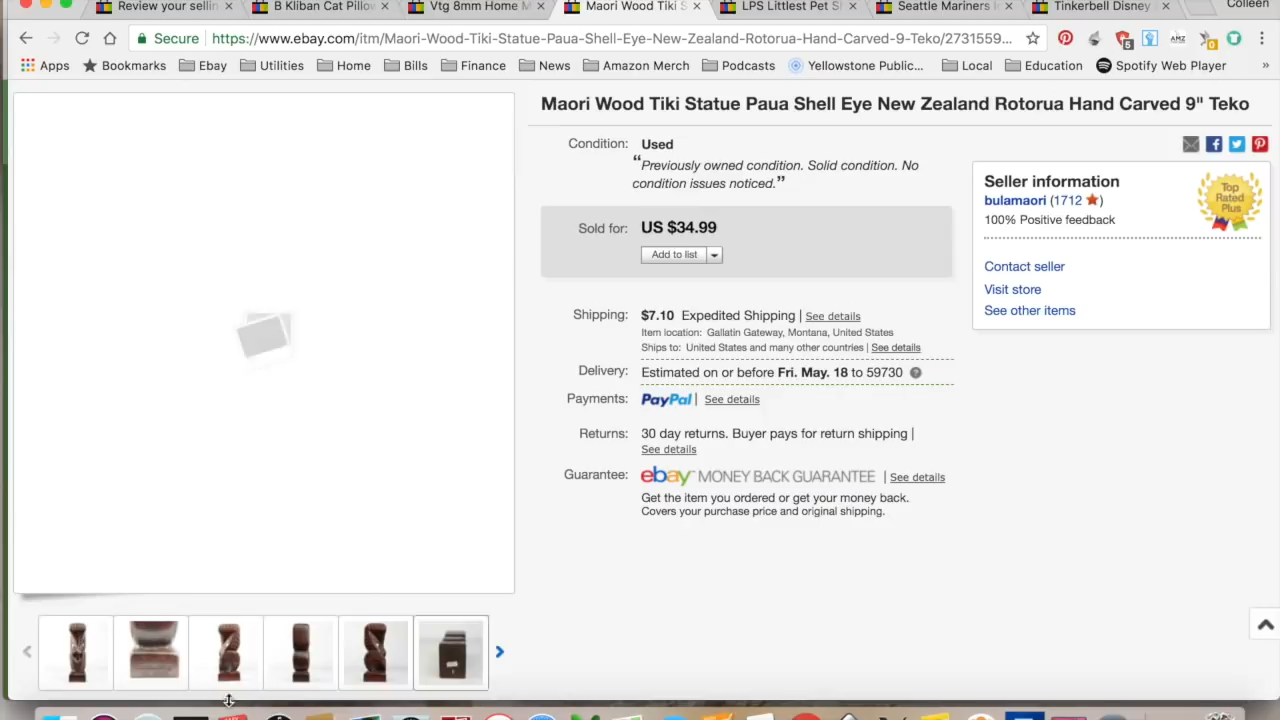 Review your sellin
B Kliban Cat Pillow
Vtg 8mm Home M
Maori Wood Tiki S
LPS Littlest Pet Sh
Seattle Mariners
Tinkerbell Disney
Colleen
Secure
https://www.ebay.com/itm/Maori-Wood-Tiki-Statue-Paua-Shell-Eye-New-Zealand-Rotorua-Hand-Carved-9-Teko/2731559...
Apps
Bookmarks
Ebay
Utilities
Home
Bills
Finance
News
Amazon Merch
Podcasts
Yellowstone Public...
Local
Education
Spotify Web Player
»
Maori Wood Tiki Statue Paua Shell Eye New Zealand Rotorua Hand Carved 9" Teko
Condition: Used
“Previously owned condition. Solid condition. No
condition issues noticed.”
Sold for: US $34.99
Add to list
Shipping: $7.10 Expedited Shipping | See details
Item location: Gallatin Gateway, Montana, United States
Ships to: United States and many other countries | See details
Delivery: Estimated on or before Fri. May. 18 to 59730
Payments: PayPal | See details
Returns: 30 day returns. Buyer pays for return shipping |
See details
Guarantee: ebay MONEY BACK GUARANTEE | See details
Get the item you ordered or get your money back.
Covers your purchase price and original shipping.
Seller information
bulamaori (1712 )
100% Positive feedback
Top
Rated
Plus
Contact seller
Visit store
See other items